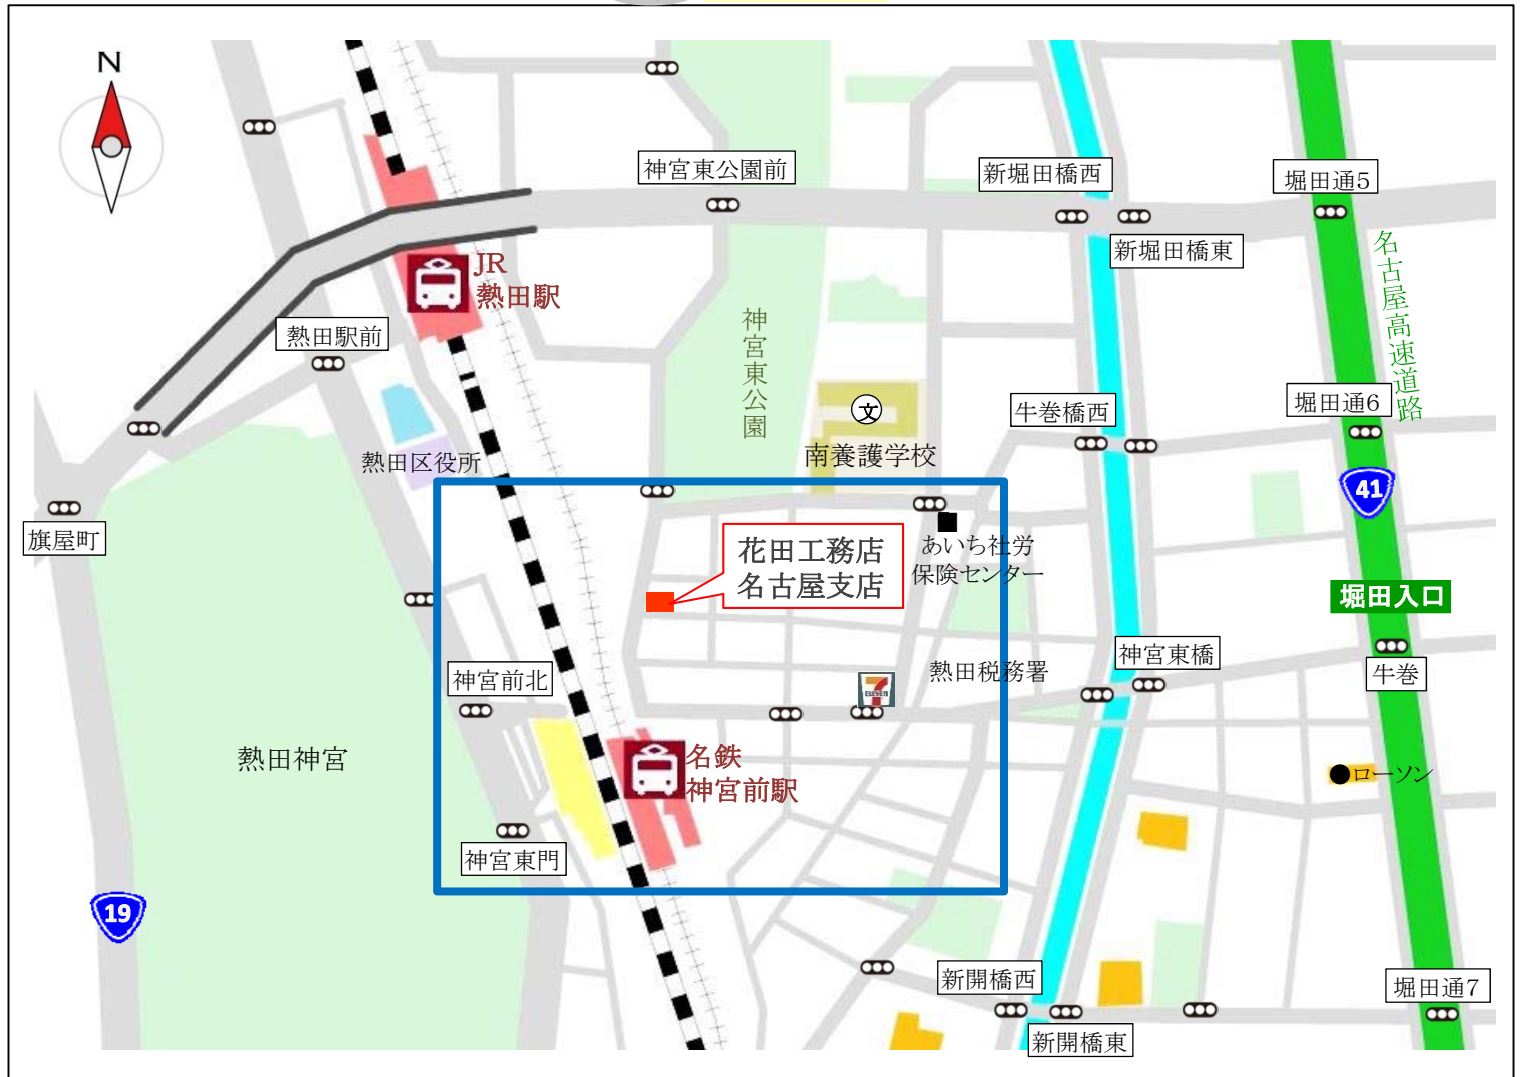 N
神宮東公園前
新堀田橋西
堀田通5
新堀田橋東
名古屋高速道路
JR
熱田駅
熱田駅前
神宮東公園
堀田通6
牛巻橋西
文
南養護学校
熱田区役所
41
旗屋町
花田工務店
名古屋支店
あいち社労
保険センター
堀田入口
神宮東橋
熱田税務署
牛巻
神宮前北
7
ELEVEN
熱田神宮
名鉄
神宮前駅
ローソン
神宮東門
19
新開橋西
堀田通7
新開橋東